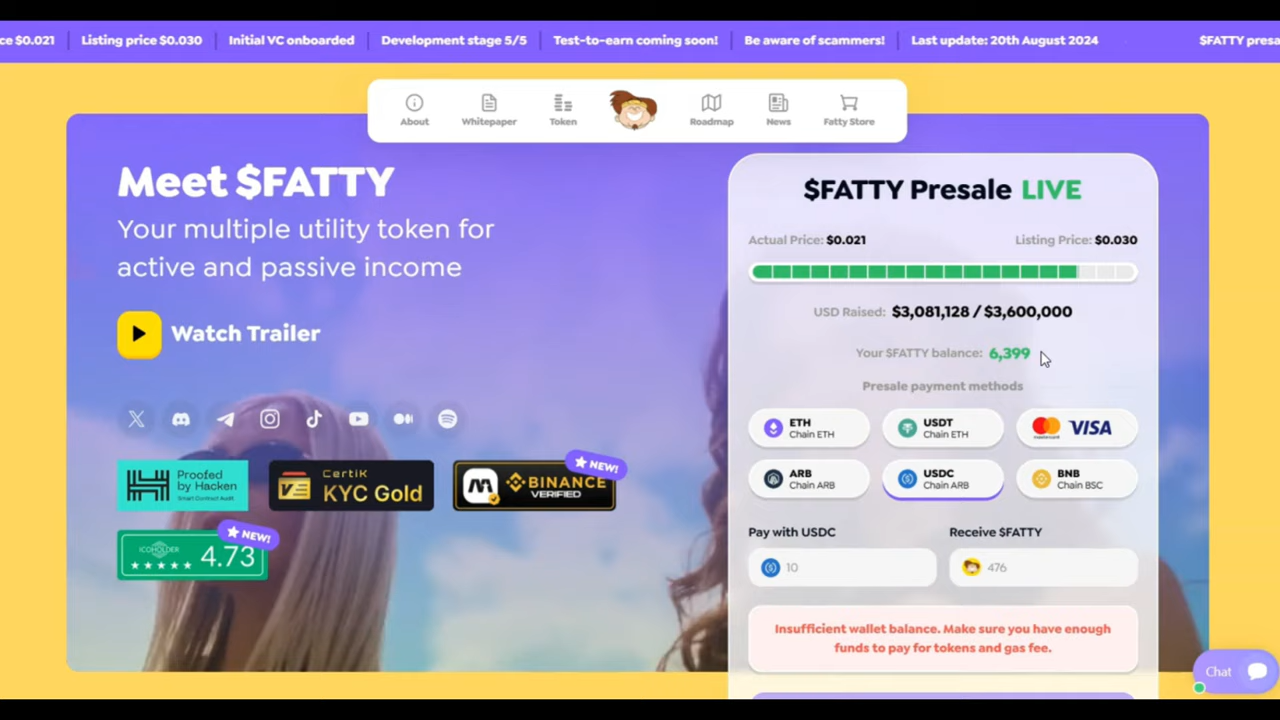 ce $0.021
Listing price $0.030
Initial VC onboarded
Development stage 5/5
Test-to-earn coming soon!
Be aware of scammers!
Last update: 20th August 2024
$FATTY presa
About
Whitepaper
Token
Roadmap
News
Fatty Store
Meet $FATTY
Your multiple utility token for
active and passive income
Watch Trailer
Proofed
by Hacken
Smart Contract Audit
CertiK
KYC Gold
NEW!
BINANCE
VERIFIED
NEW!
ICOHOLDER
4.73
$FATTY Presale LIVE
Actual Price: $0.021
Listing Price: $0.030
USD Raised: $3,081,128 / $3,600,000
Your $FATTY balance: 6,399
Presale payment methods
ETH
Chain ETH
USDT
Chain ETH
mastercard
VISA
ARB
Chain ARB
USDC
Chain ARB
BNB
Chain BSC
Pay with USDC
Receive $FATTY
10
476
Insufficient wallet balance. Make sure you have enough
funds to pay for tokens and gas fee.
Chat